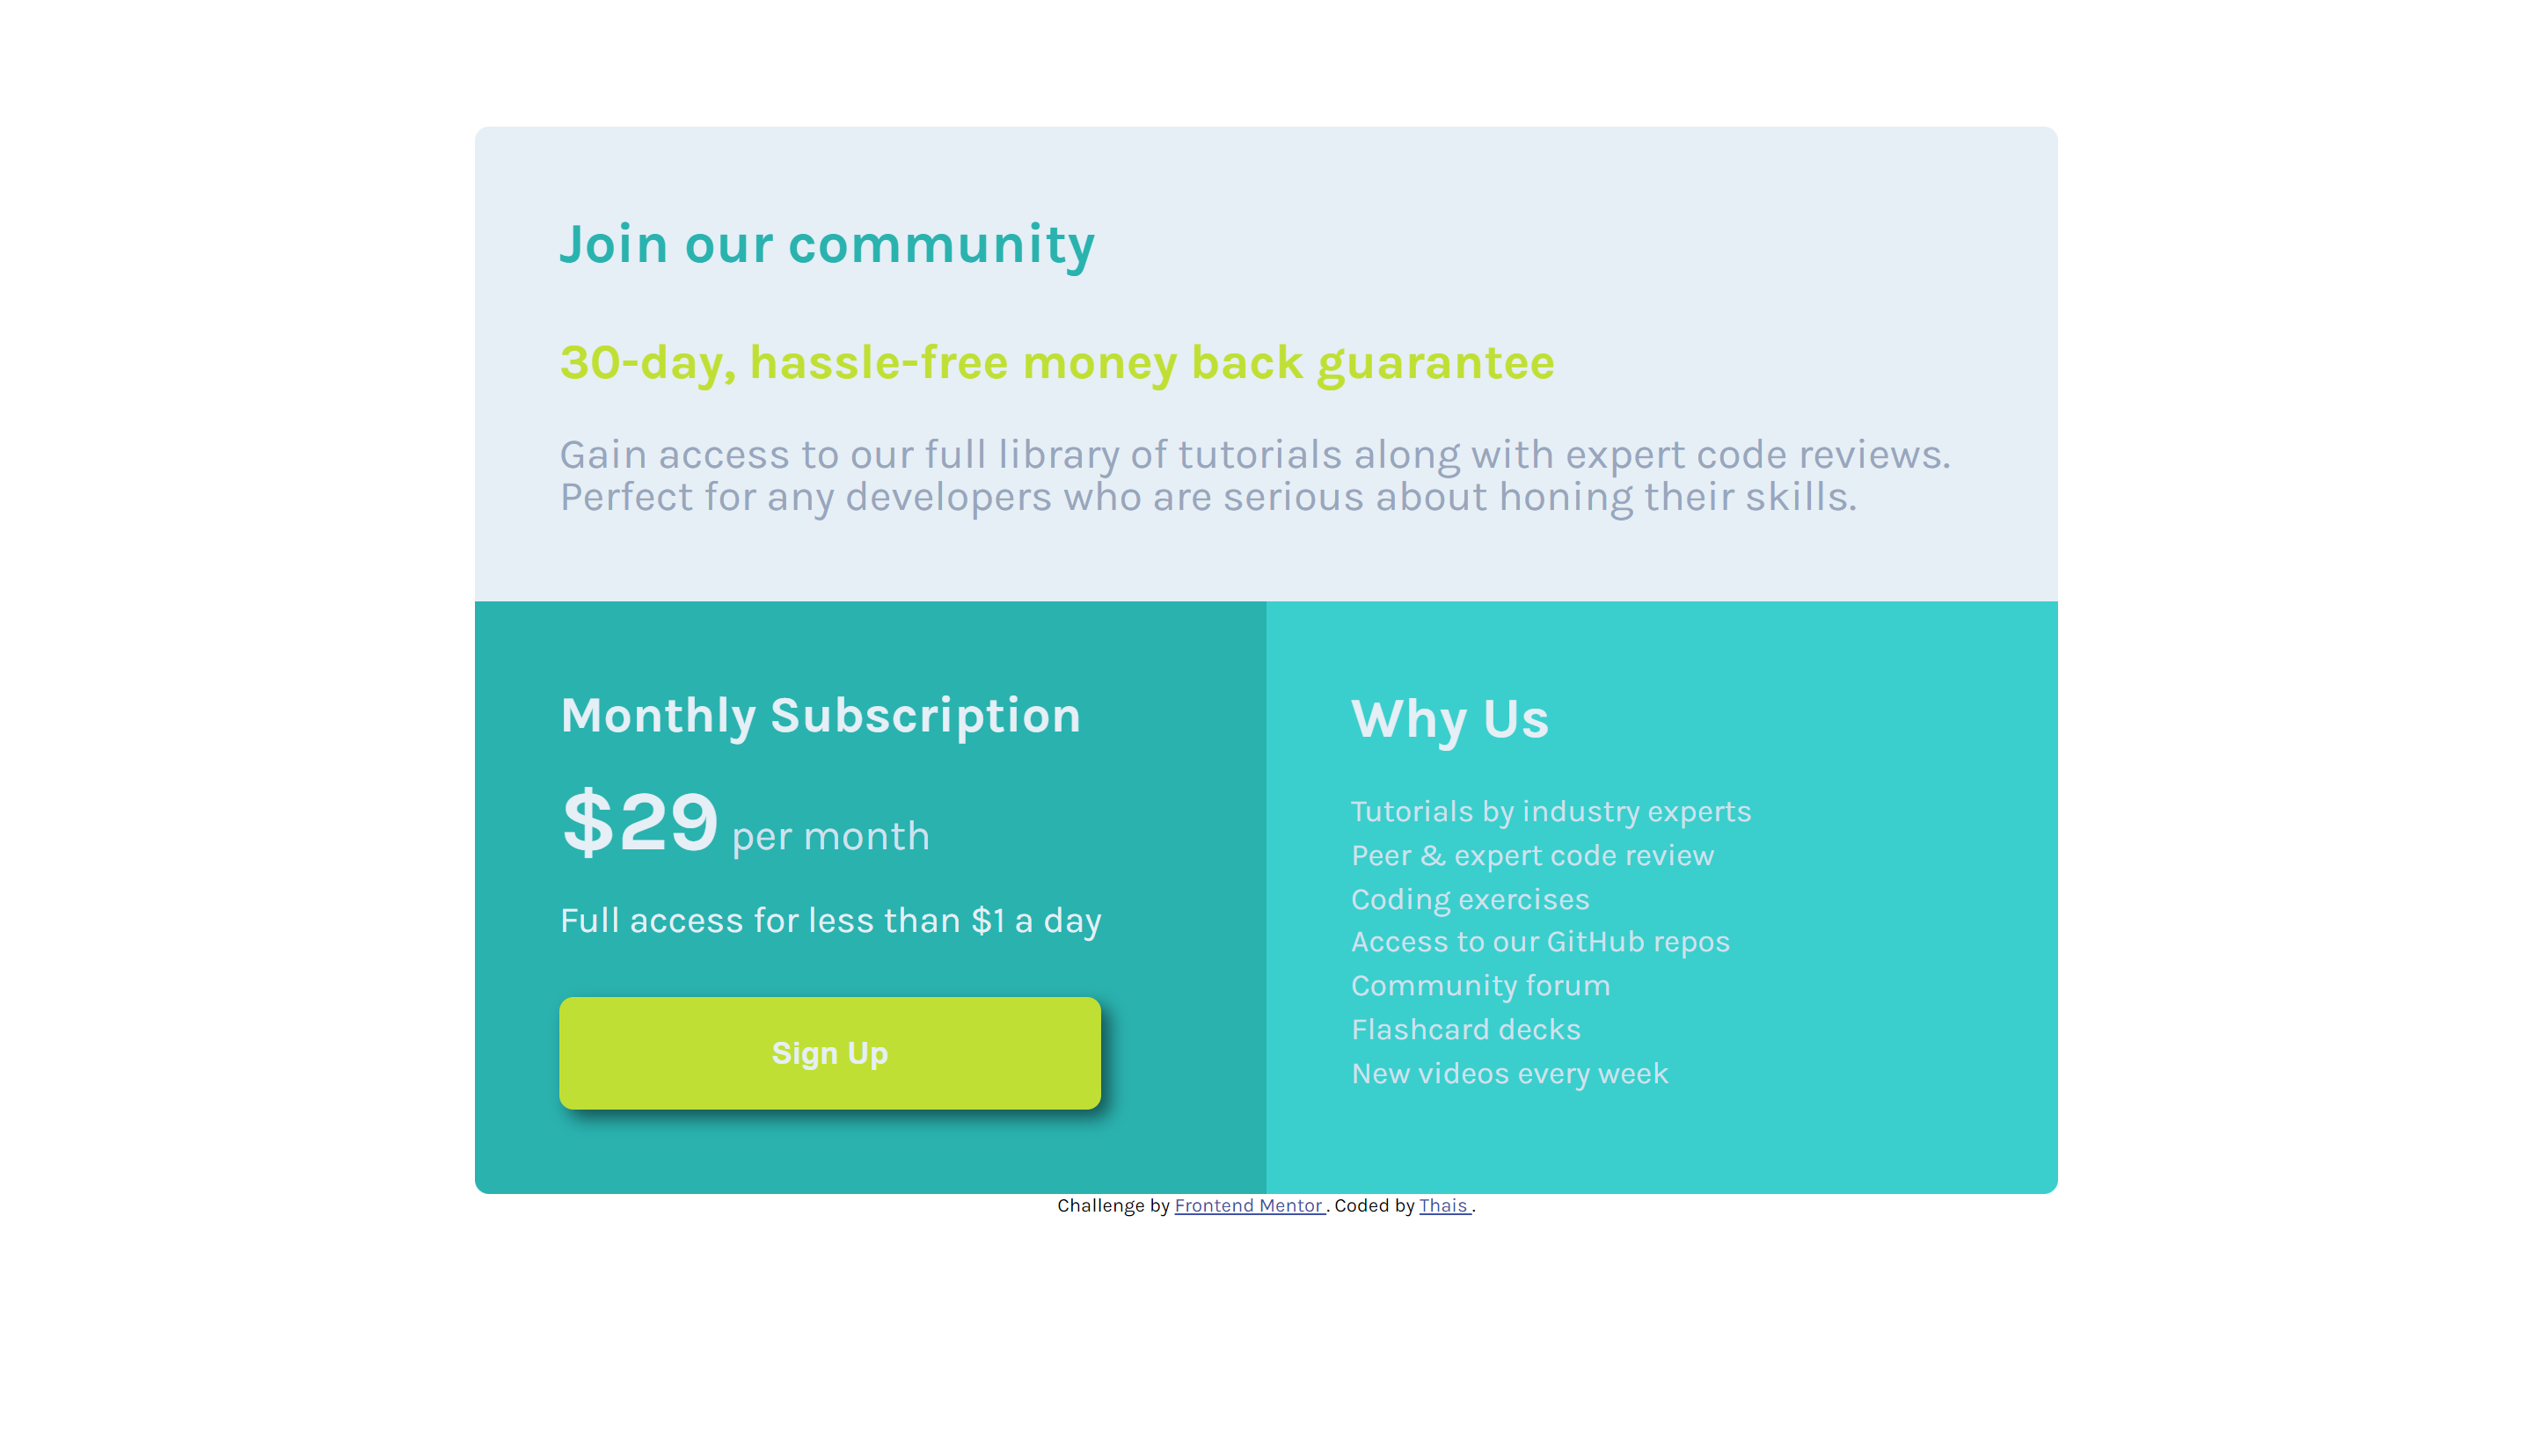 Join our community
30-day, hassle-free money back guarantee
Gain access to our full library of tutorials along with expert code reviews.
Perfect for any developers who are serious about honing their skills.
Monthly Subscription
$29 per month
Full access for less than $1 a day
Sign Up
Why Us
Tutorials by industry experts
Peer & expert code review
Coding exercises
Access to our GitHub repos
Community forum
Flashcard decks
New videos every week
Challenge by Frontend Mentor . Coded by Thais .